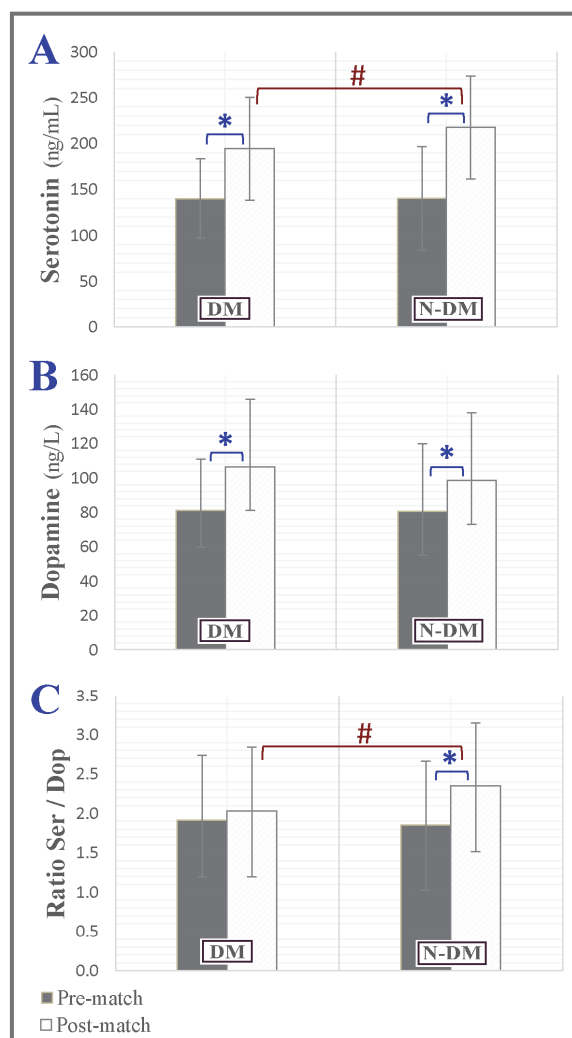 A
Serotonin (ng/mL)
300
250
200
150
100
50
0
*
#
*
DM
N-DM
B
Dopamine (ng/L)
160
140
120
100
80
60
40
20
0
*
*
DM
N-DM
C
Ratio Ser / Dop
3.5
3.0
2.5
2.0
1.5
1.0
0.5
0.0
#
*
DM
N-DM
Pre-match
Post-match